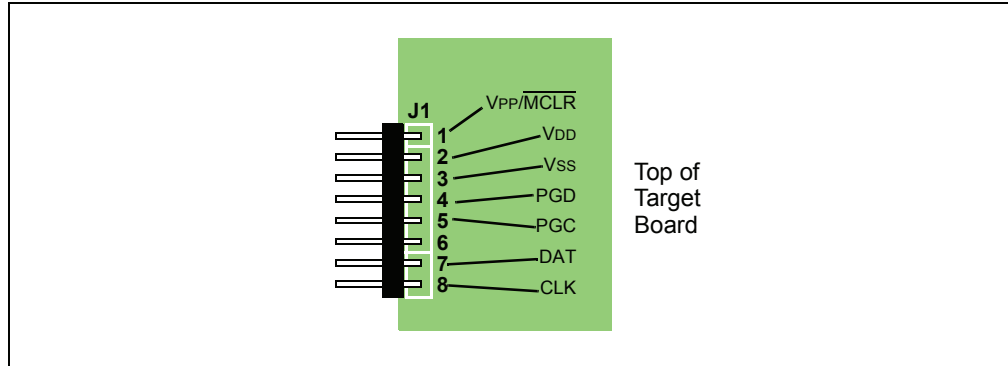 J1
1 VPP/MCLR
2 VDD
3 VSS
4 PGD
5 PGC
6
7 DAT
8 CLK
Top of
Target
Board